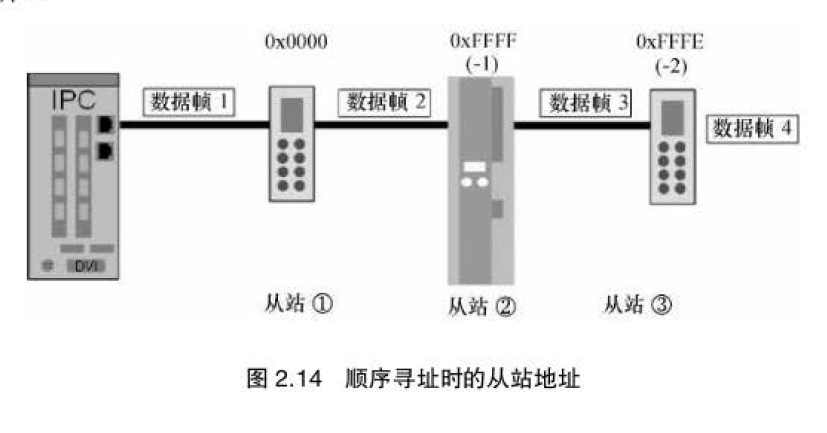 0x0000 0xFFFF 0xFFFE
(-1) (-2)
IPC 数据帧 1 数据帧 2 数据帧 3 数据帧 4
DVI
从站 ① 从站 ② 从站 ③
图 2.14 顺序寻址时的从站地址